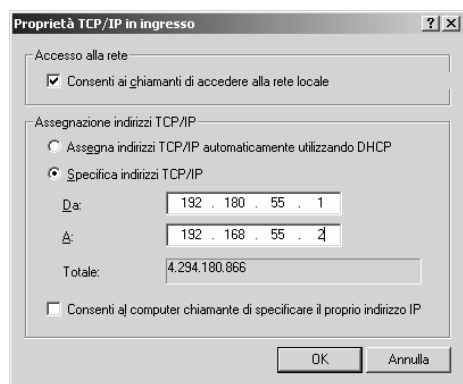 Proprietà TCP/IP in ingresso
Accesso alla rete
Consenti ai chiamanti di accedere alla rete locale
Assegnazione indirizzi TCP/IP
Assegna indirizzi TCP/IP automaticamente utilizzando DHCP
Specifica indirizzi TCP/IP
Da: 192 . 180 . 55 . 1
A: 192 . 168 . 55 . 2
Totale: 4.294.180.866
Consenti al computer chiamante di specificare il proprio indirizzo IP
OK Annulla